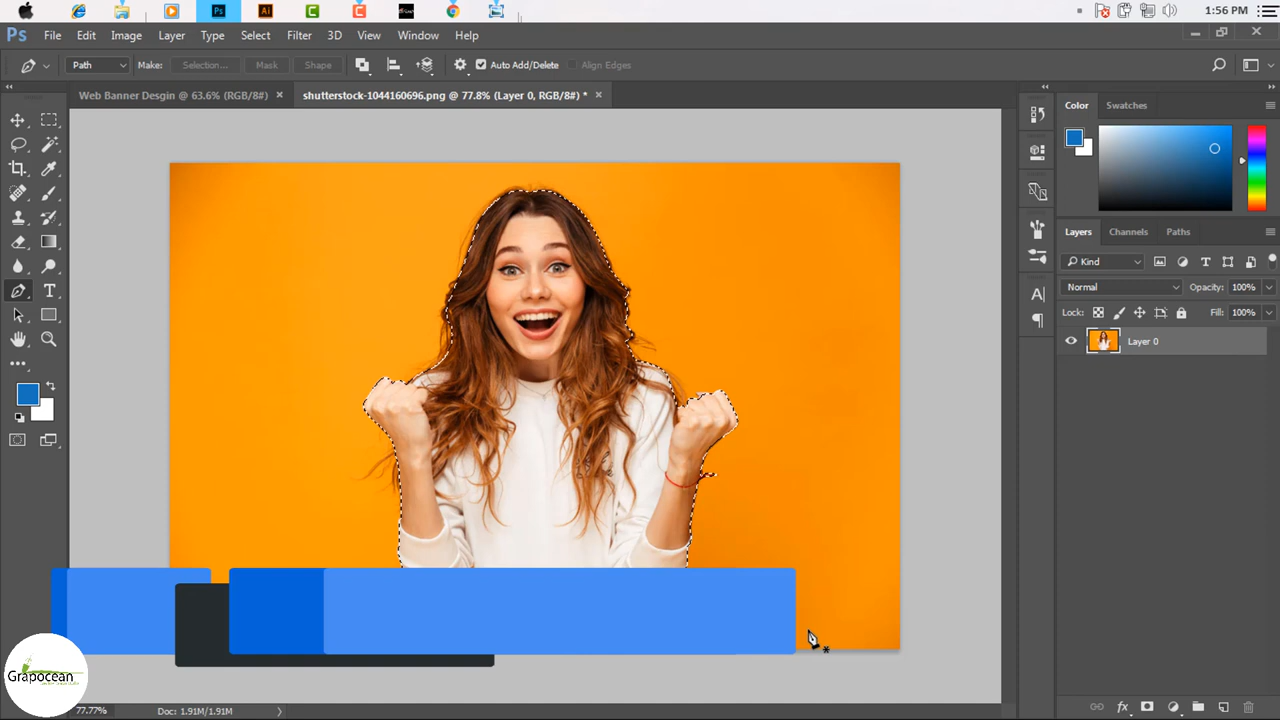 1:56 PM
Ps File Edit Image Layer Type Select Filter 3D View Window Help
Path Make: Selection... Mask Shape Auto Add/Delete Align Edges
Web Banner Desgin @ 63.6% (RGB/8#) × shutterstock-1044160696.png @ 77.8% (Layer 0, RGB/8#) * ×
Color Swatches
Layers Channels Paths
Kind
Normal Opacity: 100%
Lock: Fill: 100%
Layer 0
Grapocean
77.77% Doc: 1.91M/1.91M